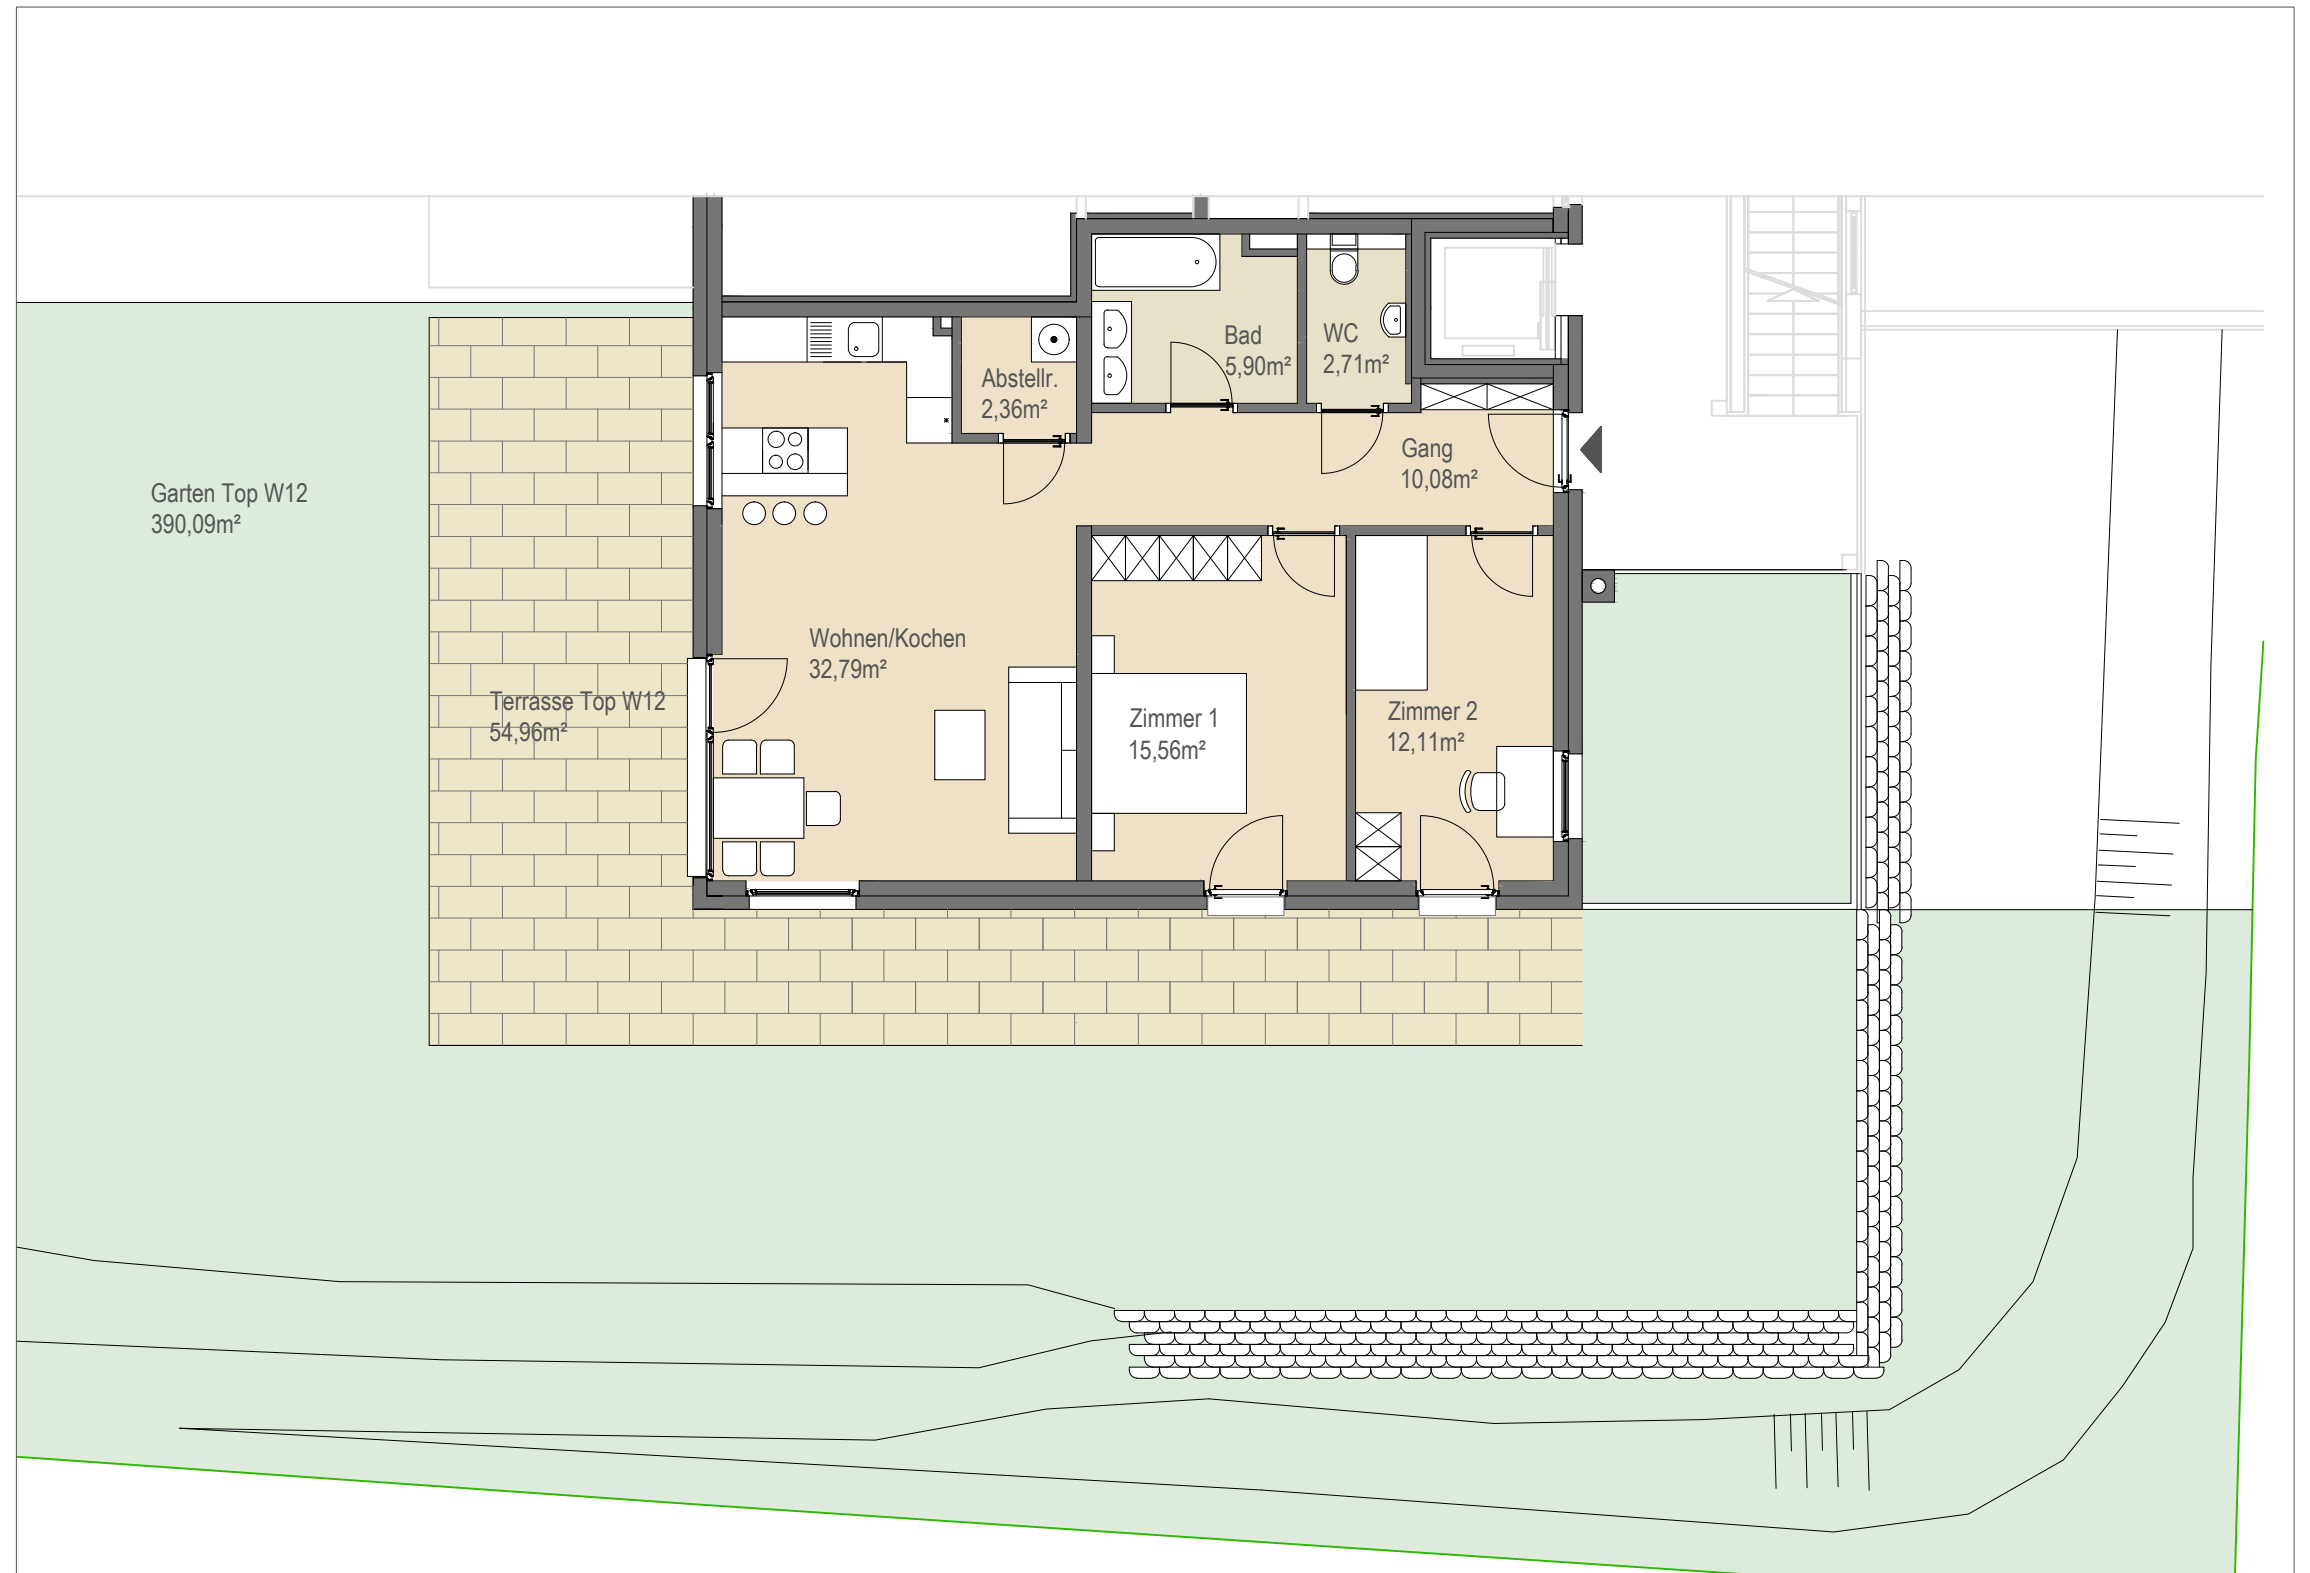 Bad
5,90m²
WC
2,71m²
Abstellr.
2,36m²
Gang
10,08m²
Garten Top W12
390,09m²
Wohnen/Kochen
32,79m²
Terrasse Top W12
54,96m²
Zimmer 1
15,56m²
Zimmer 2
12,11m²